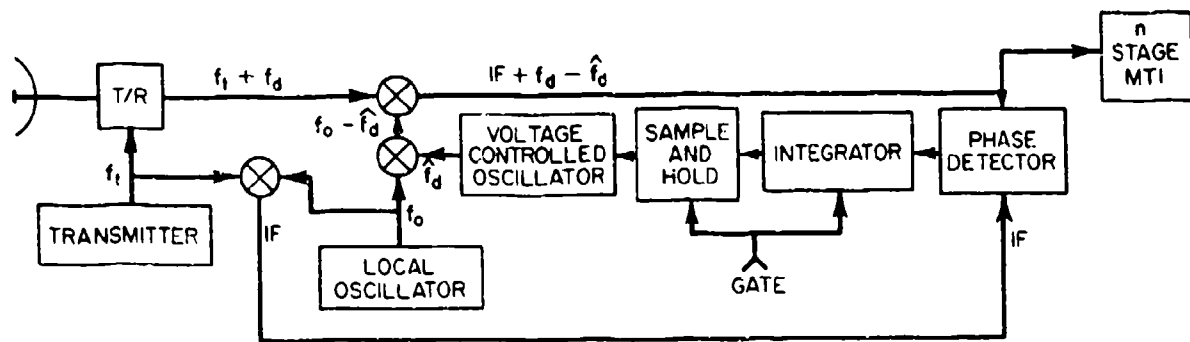 n
STAGE
MTI
T/R
f_t + f_d
IF + f_d - f̂_d
f_o - f̂_d
VOLTAGE
CONTROLLED
OSCILLATOR
SAMPLE
AND
HOLD
INTEGRATOR
PHASE
DETECTOR
f̂_d
f_t
f_o
TRANSMITTER
IF
LOCAL
OSCILLATOR
GATE
IF